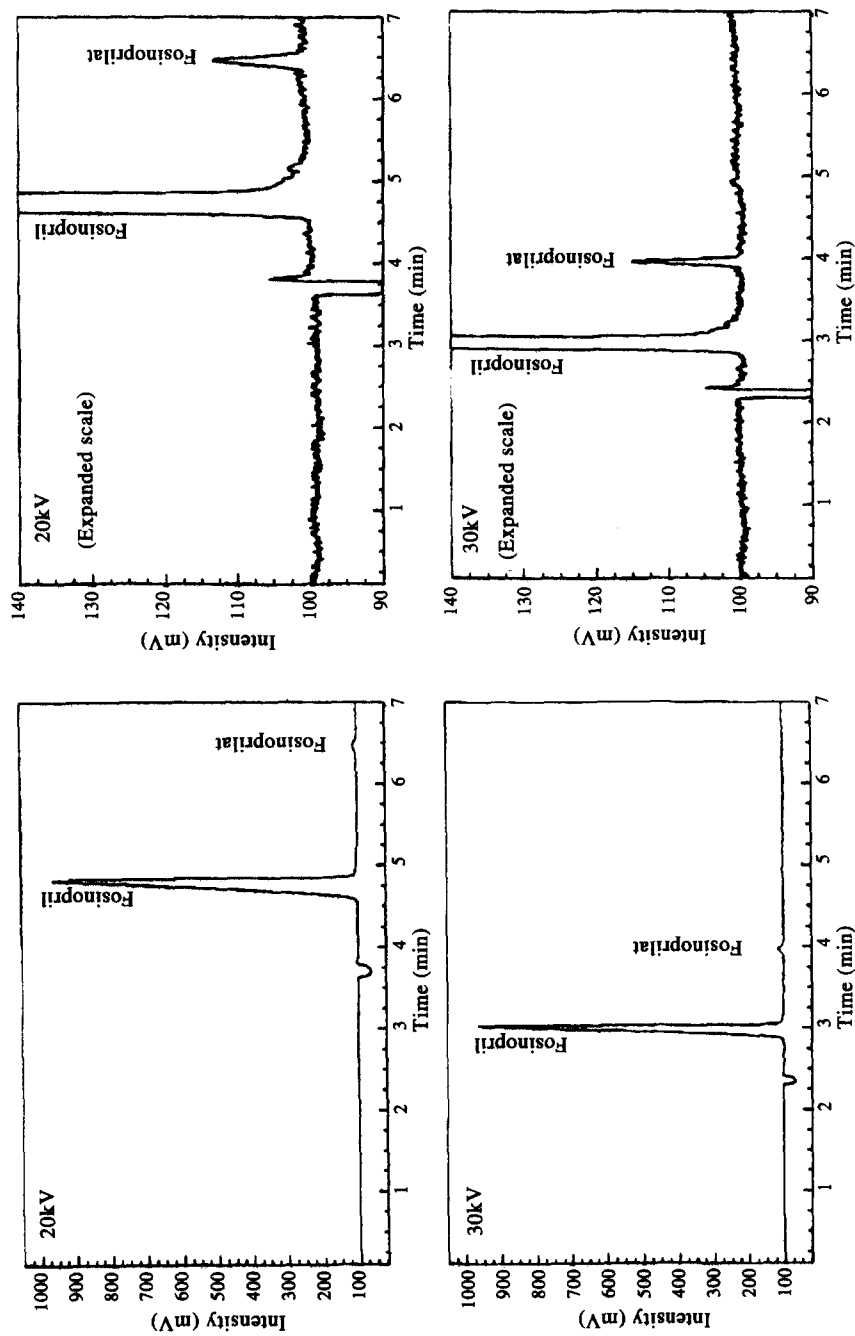 20kV
Fosinopril
Fosinoprilat
Intensity (mV)
1000
900
800
700
600
500
400
300
200
100
1
2
3
4
5
6
7
Time (min)
20kV
(Expanded scale)
Fosinopril
Fosinoprilat
Intensity (mV)
140
130
120
110
100
90
1
2
3
4
5
6
7
Time (min)
30kV
Fosinopril
Fosinoprilat
Intensity (mV)
1000
900
800
700
600
500
400
300
200
100
1
2
3
4
5
6
7
Time (min)
30kV
(Expanded scale)
Fosinopril
Fosinoprilat
Intensity (mV)
140
130
120
110
100
90
1
2
3
4
5
6
7
Time (min)